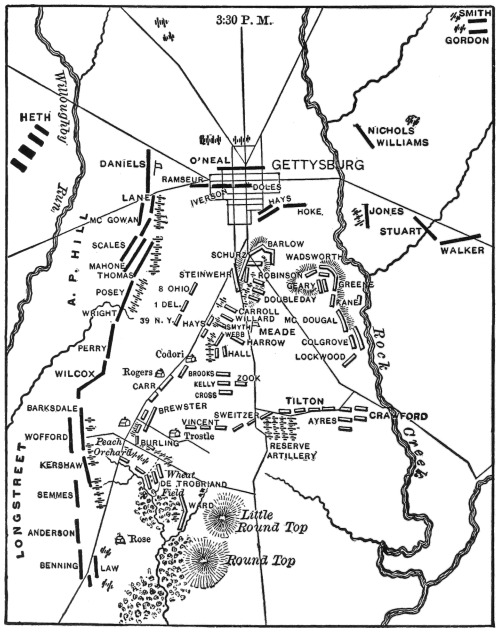 3:30 P. M.
SMITH
GORDON
Willoughby
Run
HETH
NICHOLS
WILLIAMS
DANIELS
O'NEAL
GETTYSBURG
RAMSEUR
IVERSON
DOLES
LANE
HAYS
HOKE
JONES
STUART
WALKER
MC GOWAN
A. P. HILL
SCALES
MAHONE
THOMAS
SCHURZ
BARLOW
WADSWORTH
STEINWEHR
ROBINSON
GEARY
GREENE
POSEY
8 OHIO
DOUBLEDAY
KANE
WRIGHT
1 DEL.
CARROLL
WILLARD
MC. DOUGAL
39 N.Y.
HAYS
SMYTH
MEADE
WEBB
HARROW
COLGROVE
PERRY
Codori
HALL
LOCKWOOD
Rock
Creek
WILCOX
Rogers
BROOKS
KELLY
ZOOK
CARR
CROSS
BARKSDALE
BREWSTER
SWEITZER
TILTON
CRAWFORD
AYRES
WOFFORD
VINCENT
Trostle
Peach
Orchard
BURLING
RESERVE
ARTILLERY
KERSHAW
Wheat
DE TROBRIAND
Field
LONGSTREET
SEMMES
WARD
Little
Round Top
ANDERSON
Rose
Round Top
BENNING
LAW